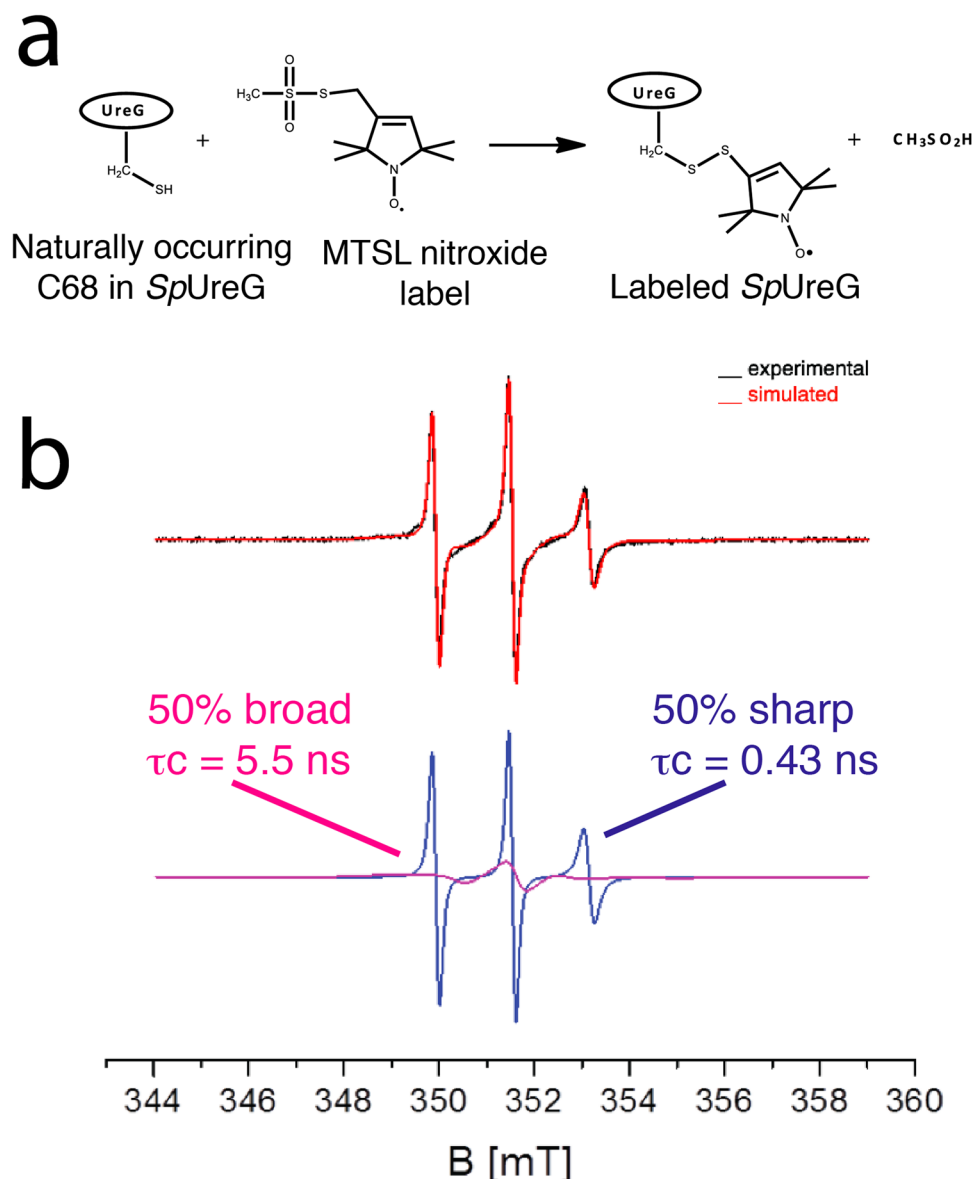 a
UreG
H₂C
SH
+
H₃C
O
S
O
S
N
O•
UreG
H₂C
S
S
N
O•
+
CH₃SO₂H
Naturally occurring
C68 in SpUreG
MTSL nitroxide
label
Labeled SpUreG
experimental
simulated
b
50% broad
τc = 5.5 ns
50% sharp
τc = 0.43 ns
344 346 348 350 352 354 356 358 360
B [mT]